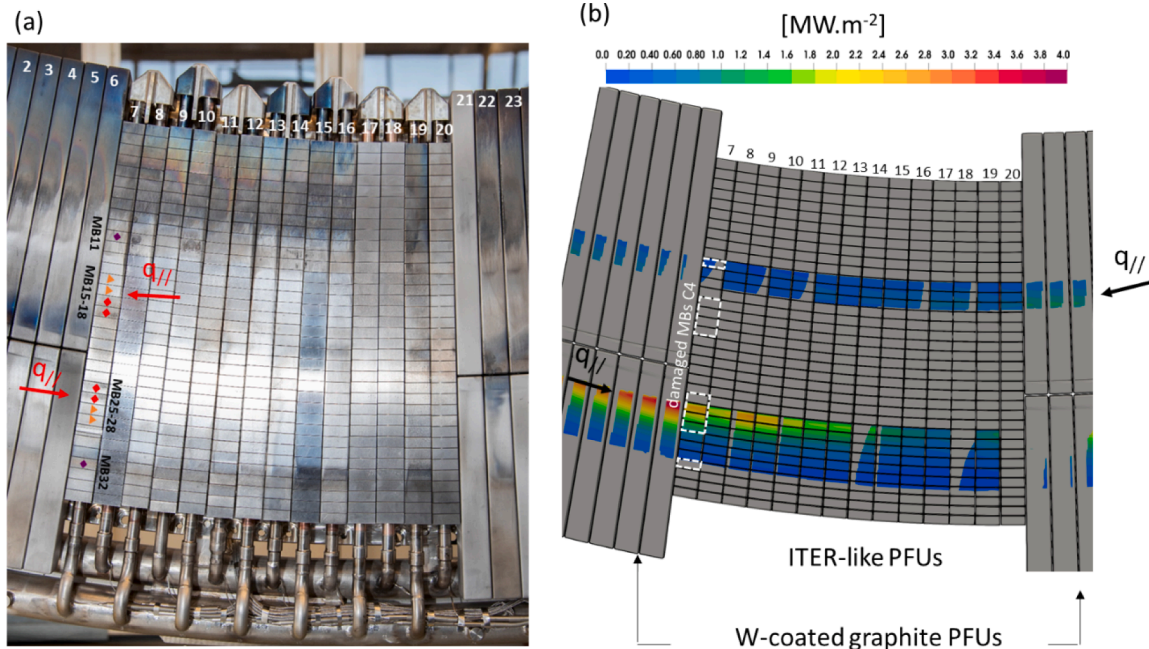 (a)
2 3 4 5 6
7 8 9 10 11 12 13 14 15 16 17 18 19 20
21 22 23
MB11
MB15-18
q//
q//
MB25-28
MB32
(b)
[MW.m-2]
0.0 0.20 0.40 0.60 0.80 1.0 1.2 1.4 1.6 1.8 2.0 2.2 2.4 2.6 2.8 3.0 3.2 3.4 3.6 3.8 4.0
7 8 9 10 11 12 13 14 15 16 17 18 19 20
q//
damaged MBs C4
q//
ITER-like PFUs
W-coated graphite PFUs